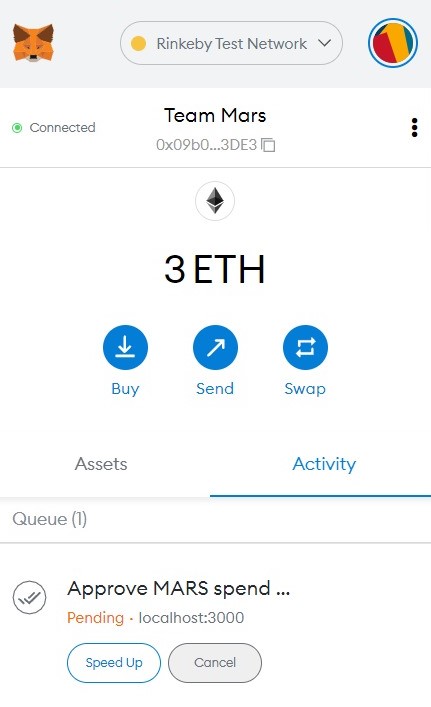 Rinkeby Test Network
Connected
Team Mars
0x09b0...3DE3
3 ETH
Buy Send Swap
Assets Activity
Queue (1)
Approve MARS spend ...
Pending · localhost:3000
Speed Up Cancel